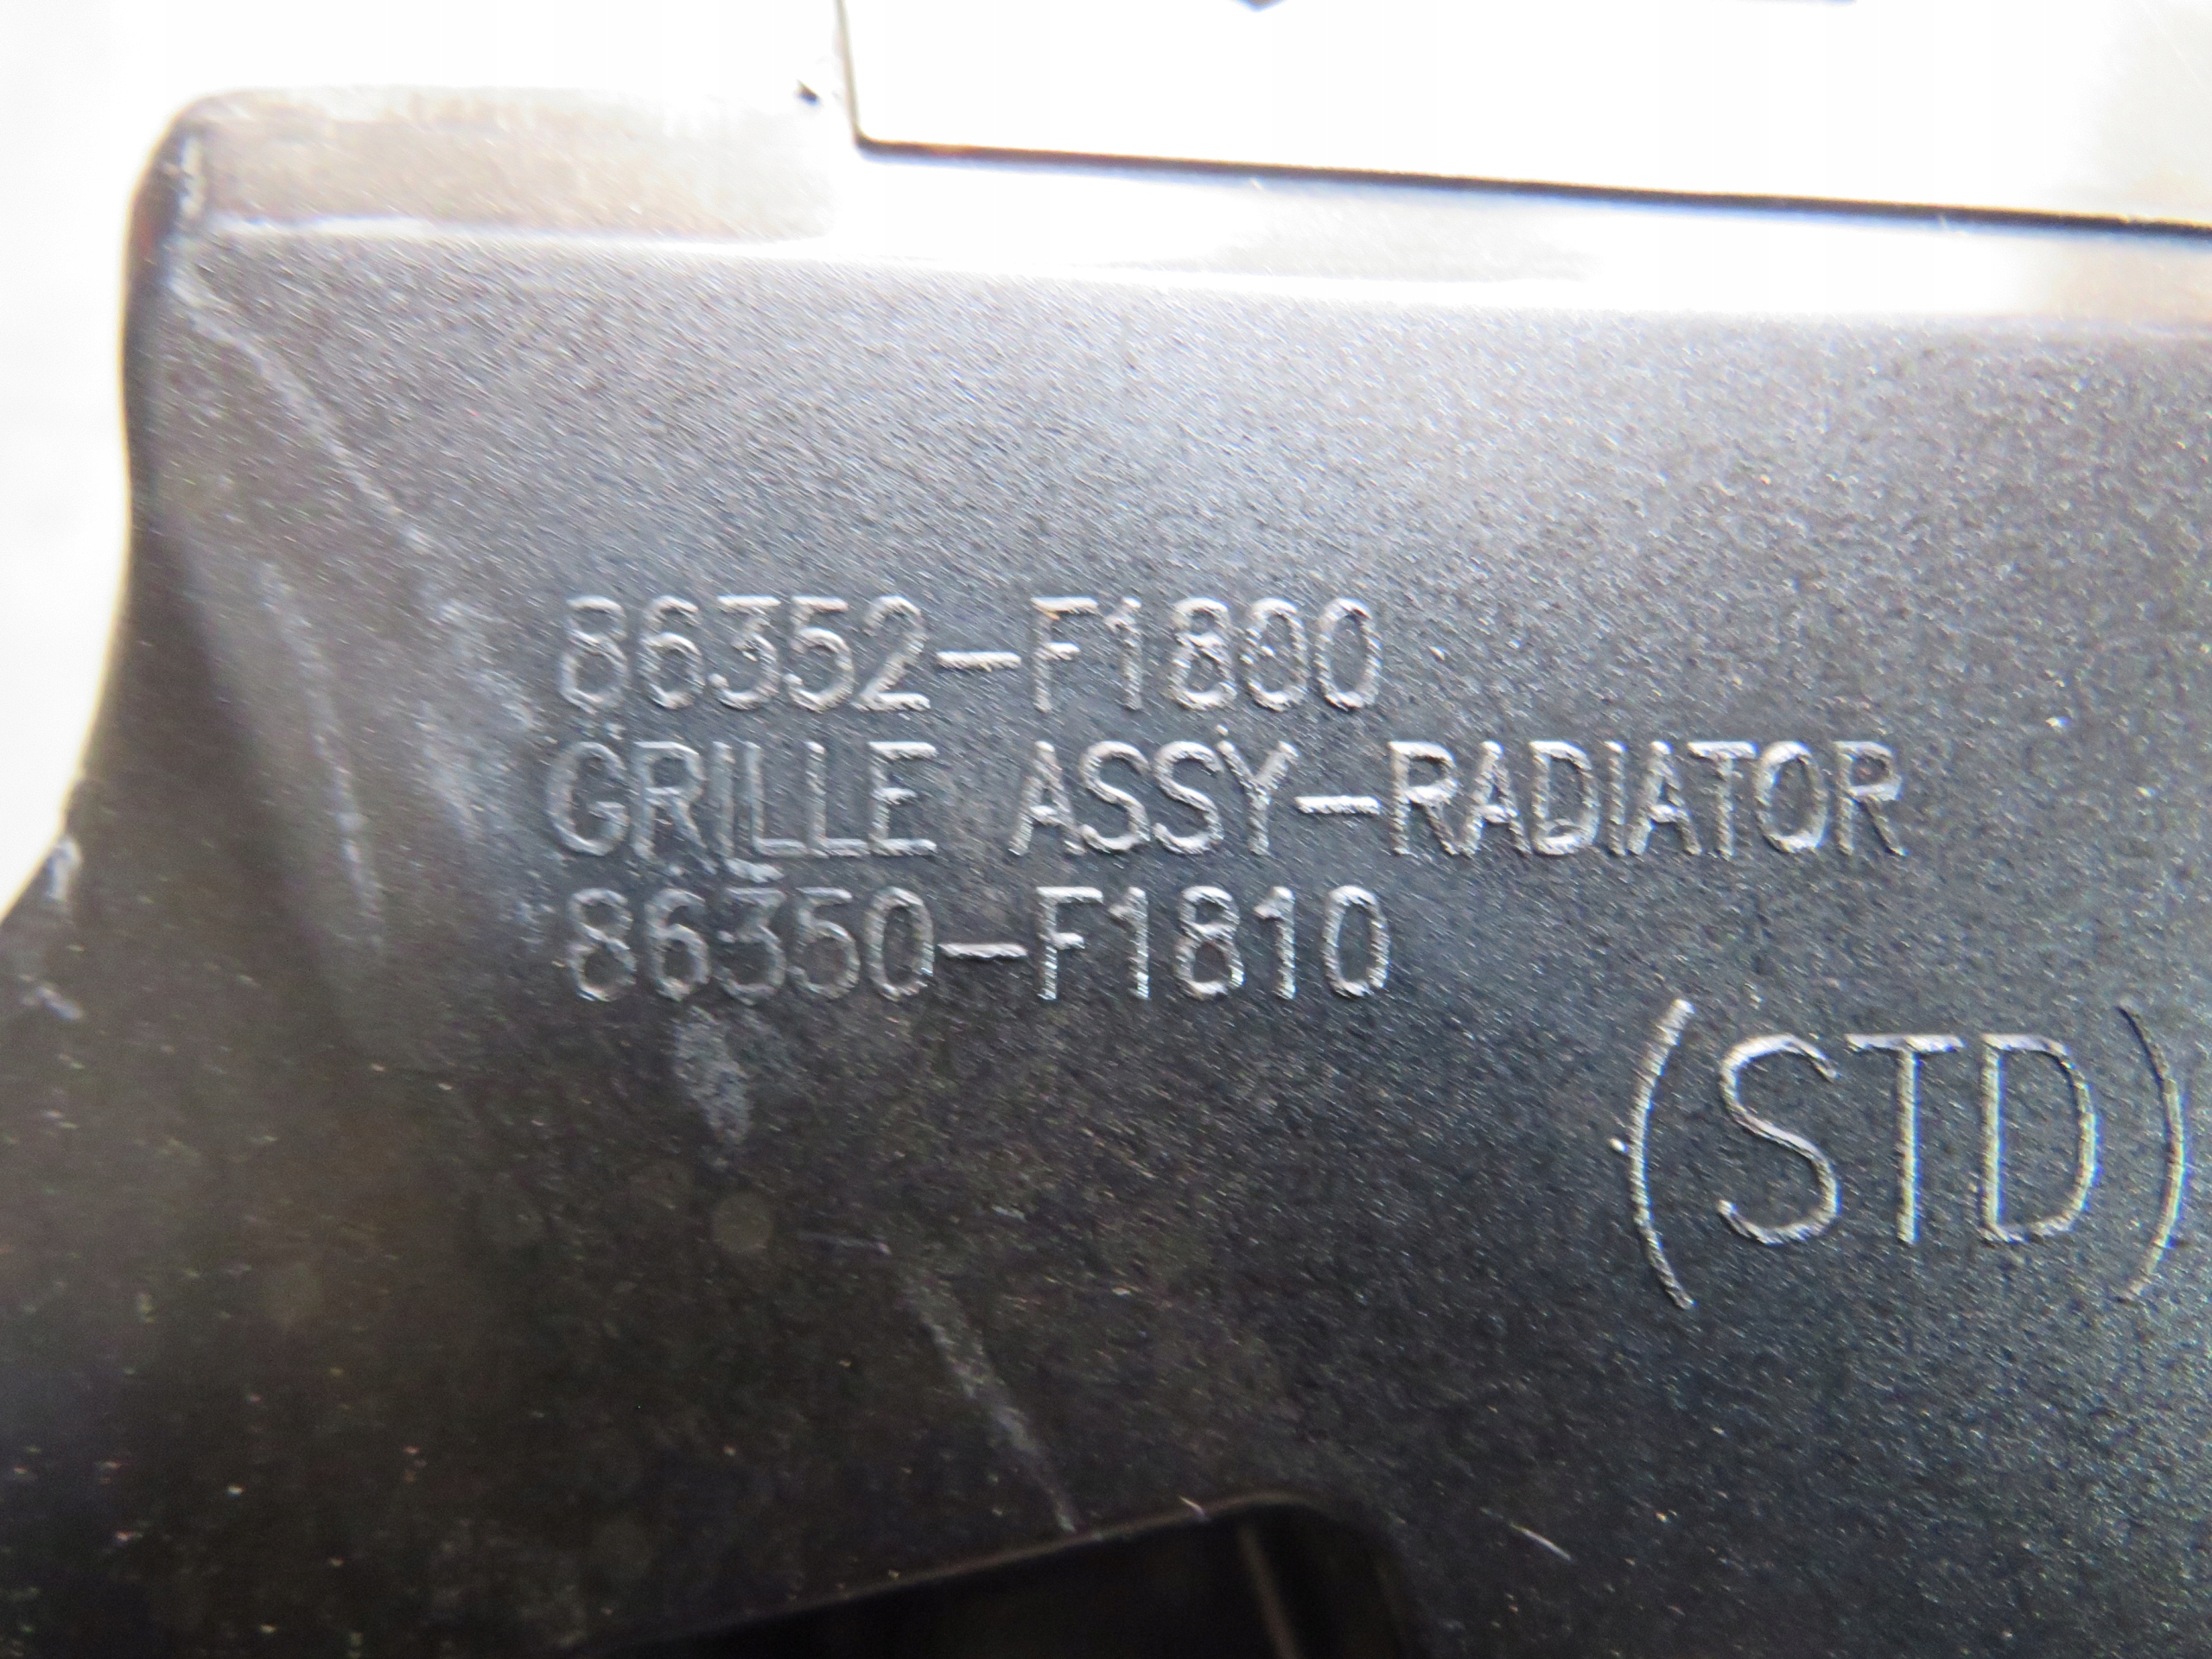 86352-F1800
GRILLE ASSY-RADIATOR
86350-F1810
(STD)